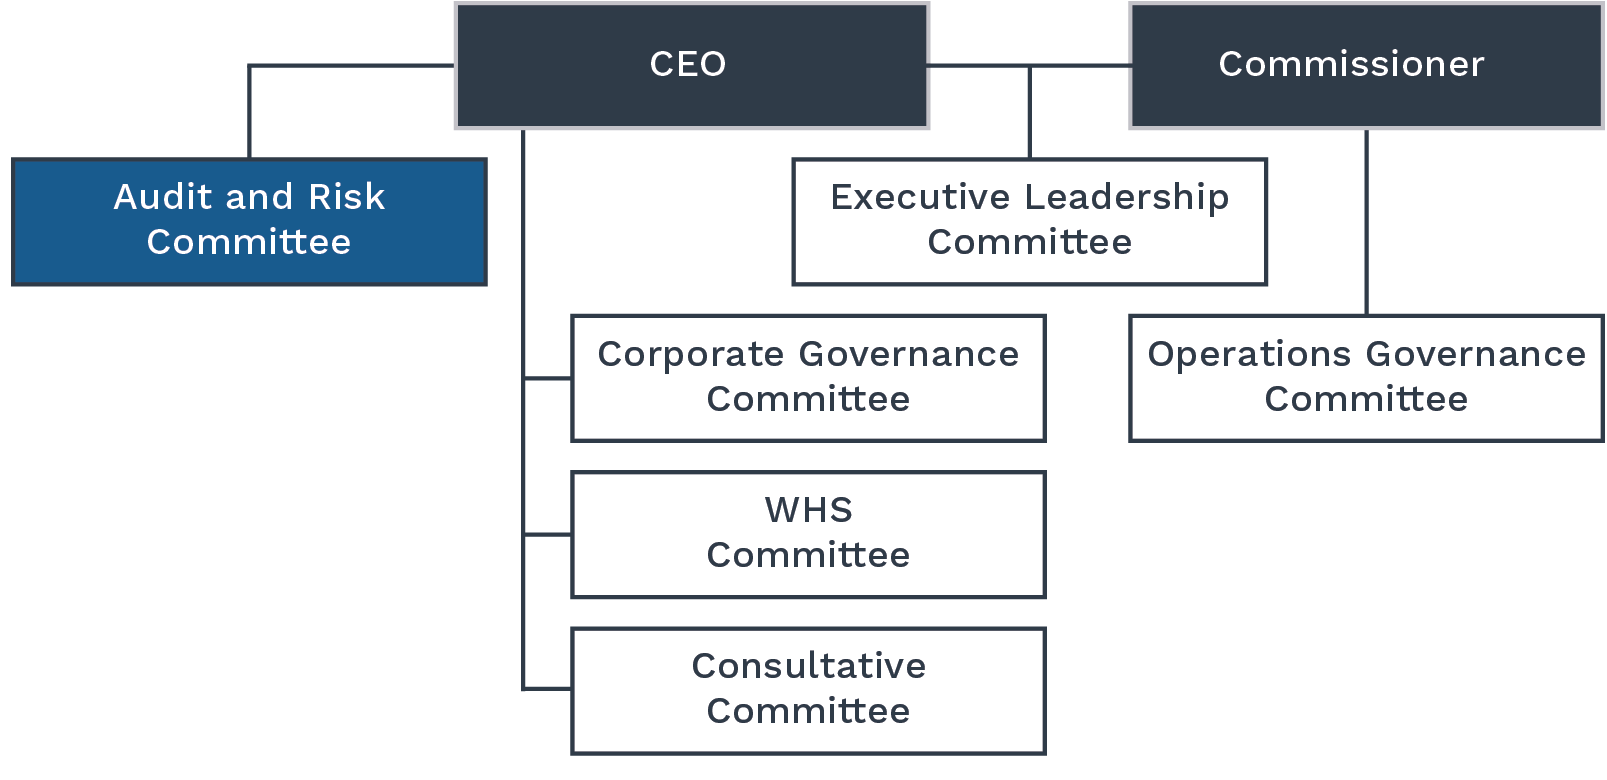 CEO
Commissioner
Audit and Risk
Committee
Executive Leadership
Committee
Corporate Governance
Committee
Operations Governance
Committee
WHS
Committee
Consultative
Committee